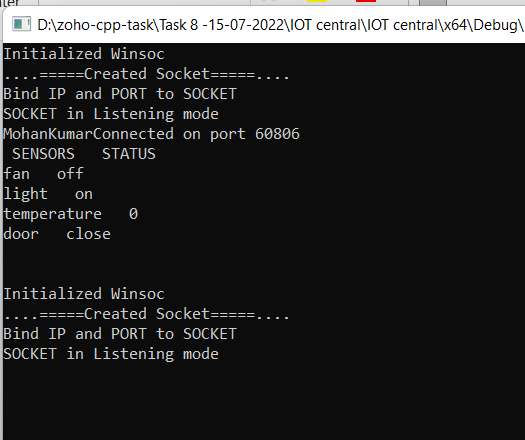 D:\zoho-cpp-task\Task 8 -15-07-2022\IOT central\IOT central\x64\Debug\
Initialized Winsoc
....=====Created Socket=====....
Bind IP and PORT to SOCKET
SOCKET in Listening mode
MohanKumarConnected on port 60806
SENSORS   STATUS
fan   off
light   on
temperature   0
door   close
Initialized Winsoc
....=====Created Socket=====....
Bind IP and PORT to SOCKET
SOCKET in Listening mode